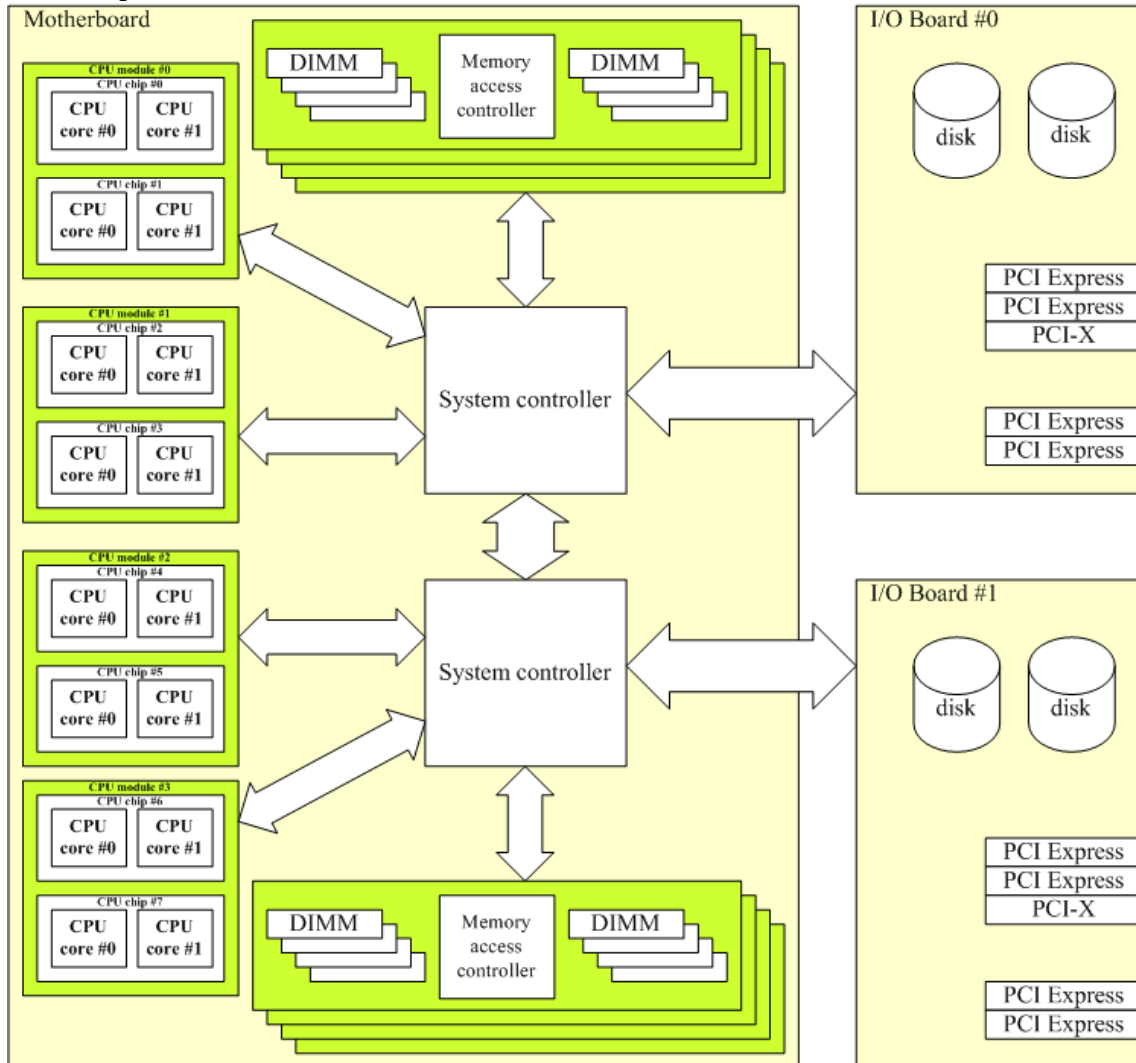 Motherboard
CPU module #0
CPU chip #0
CPU core #0
CPU core #1
CPU chip #1
CPU core #0
CPU core #1
CPU module #1
CPU chip #2
CPU core #0
CPU core #1
CPU chip #3
CPU core #0
CPU core #1
CPU module #2
CPU chip #4
CPU core #0
CPU core #1
CPU chip #5
CPU core #0
CPU core #1
CPU module #3
CPU chip #6
CPU core #0
CPU core #1
CPU chip #7
CPU core #0
CPU core #1
DIMM
Memory
access
controller
DIMM
System controller
System controller
DIMM
Memory
access
controller
DIMM
I/O Board #0
disk
disk
PCI Express
PCI Express
PCI-X
PCI Express
PCI Express
I/O Board #1
disk
disk
PCI Express
PCI Express
PCI-X
PCI Express
PCI Express